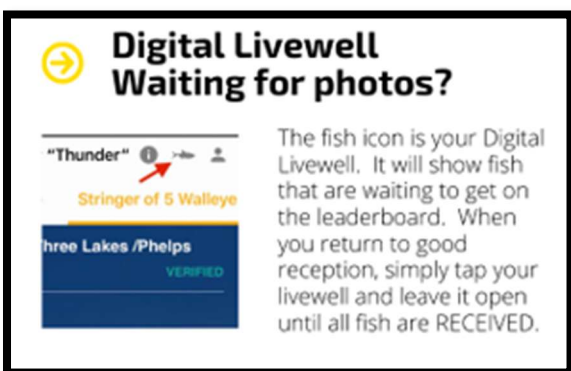 Digital Livewell
Waiting for photos?
"Thunder"
Stringer of 5 Walleye
hree Lakes /Phelps
VERIFIED
The fish icon is your Digital
Livewell. It will show fish
that are waiting to get on
the leaderboard. When
you return to good
reception, simply tap your
livewell and leave it open
until all fish are RECEIVED.